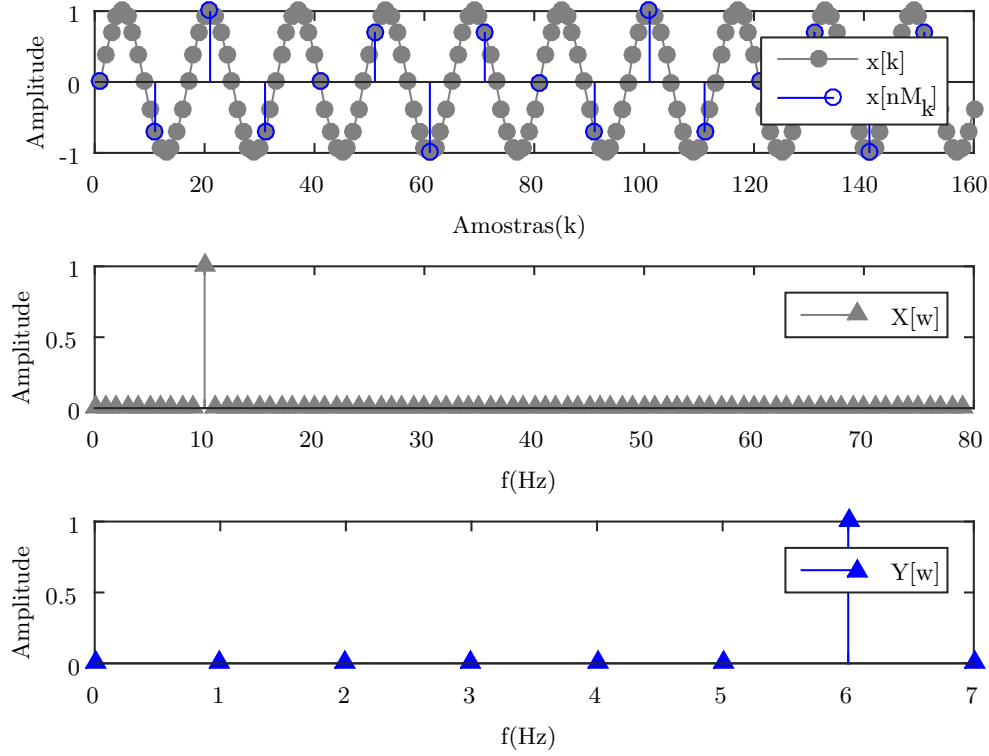 1
0
-1
Amplitude
x[k]
x[nM_k]
0 20 40 60 80 100 120 140 160
Amostras(k)
1
0.5
0
Amplitude
X[w]
0 10 20 30 40 50 60 70 80
f(Hz)
1
0.5
0
Amplitude
Y[w]
0 1 2 3 4 5 6 7
f(Hz)